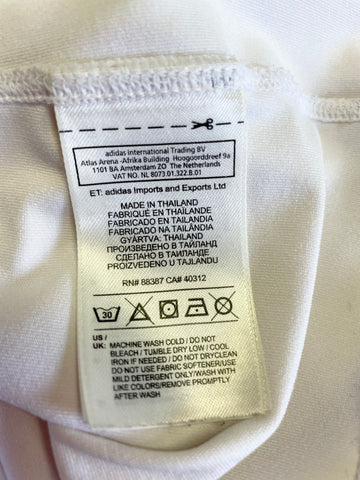 adidas international Trading BV
Atlas Arena -Afrika Building Hoogoorddreef 9a
1101 BA Amsterdam ZO The Netherlands
VAT NO. NL 8073.01.322.B.01
ET: adidas Imports and Exports Ltd
MADE IN THAILAND
FABRIQUÉ EN THAÏLANDE
FABRICADO EN TAILANDIA
FABRICADO NA TAILÂNDIA
GYÁRTVA: THAILAND
ПРОИЗВЕДЕНО В ТАИЛАНД
СДЕЛАНО В ТАИЛАНДЕ
PROIZVEDENO U TAJLANDU
RN# 88387 CA# 40312
30
US /
UK: MACHINE WASH COLD / DO NOT
BLEACH / TUMBLE DRY LOW / COOL
IRON IF NEEDED / DO NOT DRYCLEAN
DO NOT USE FABRIC SOFTENER/USE
MILD DETERGENT ONLY/WASH WITH
LIKE COLORS/REMOVE PROMPTLY
AFTER WASH